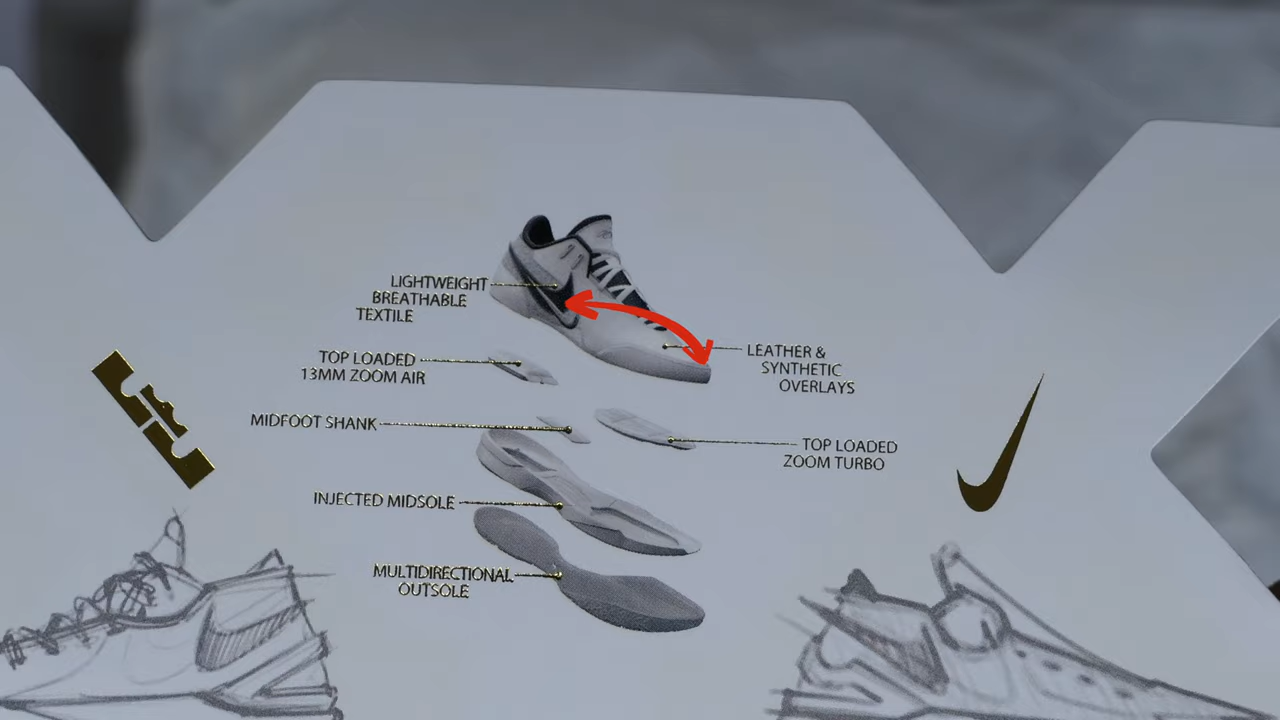 LIGHTWEIGHT
BREATHABLE
TEXTILE
LEATHER &
SYNTHETIC
OVERLAYS
TOP LOADED
13MM ZOOM AIR
MIDFOOT SHANK
TOP LOADED
ZOOM TURBO
INJECTED MIDSOLE
MULTIDIRECTIONAL
OUTSOLE